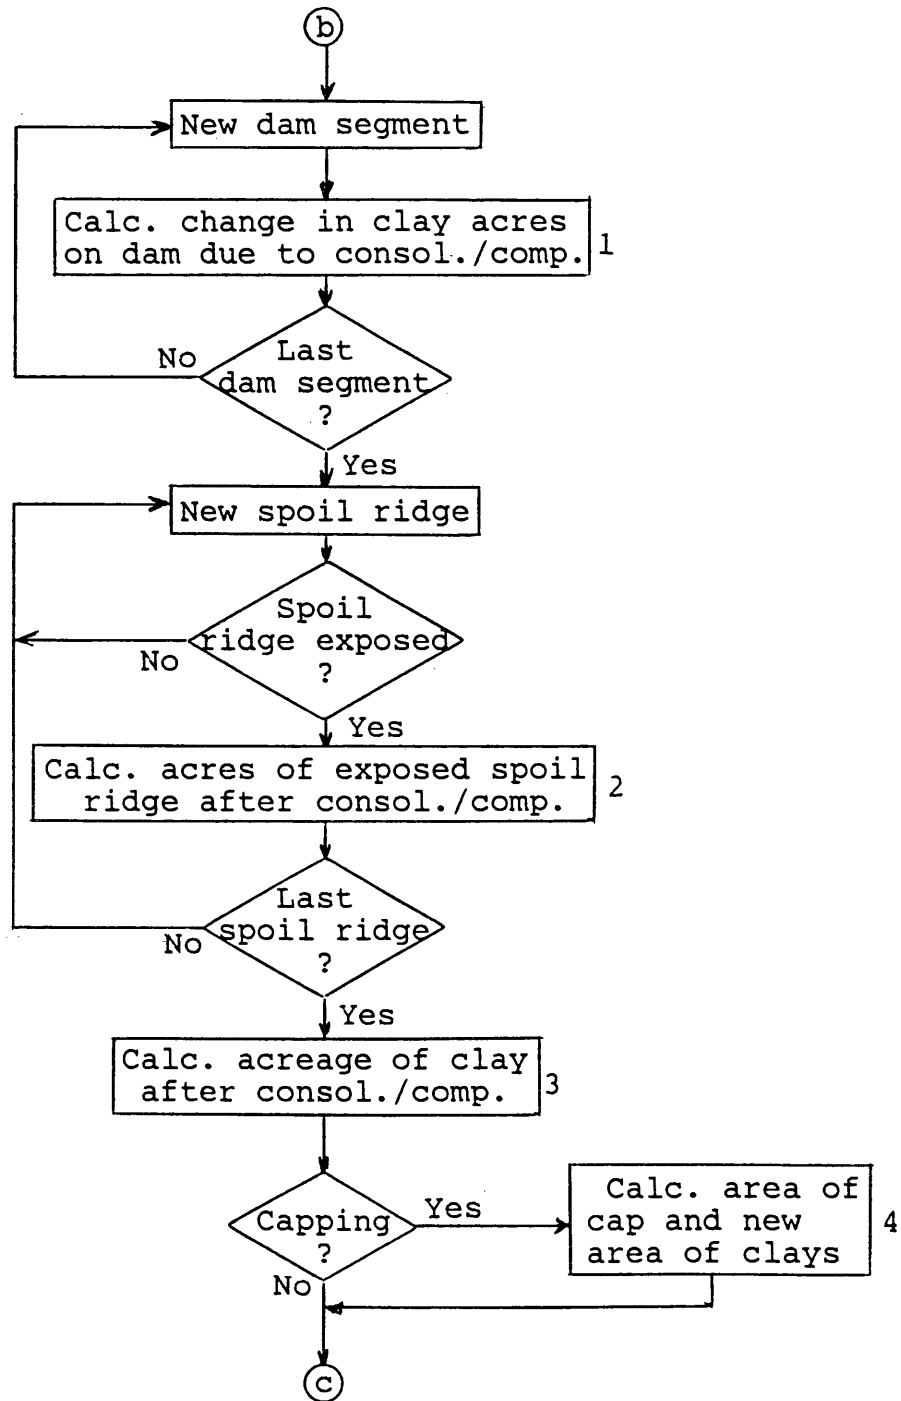 b
New dam segment
Calc. change in clay acres
on dam due to consol./comp.
1
Last
dam segment
?
No
Yes
New spoil ridge
Spoil
ridge exposed
?
No
Yes
Calc. acres of exposed spoil
ridge after consol./comp.
2
Last
spoil ridge
?
No
Yes
Calc. acreage of clay
after consol./comp.
3
Capping
?
Yes
Calc. area of
cap and new
area of clays
4
No
c